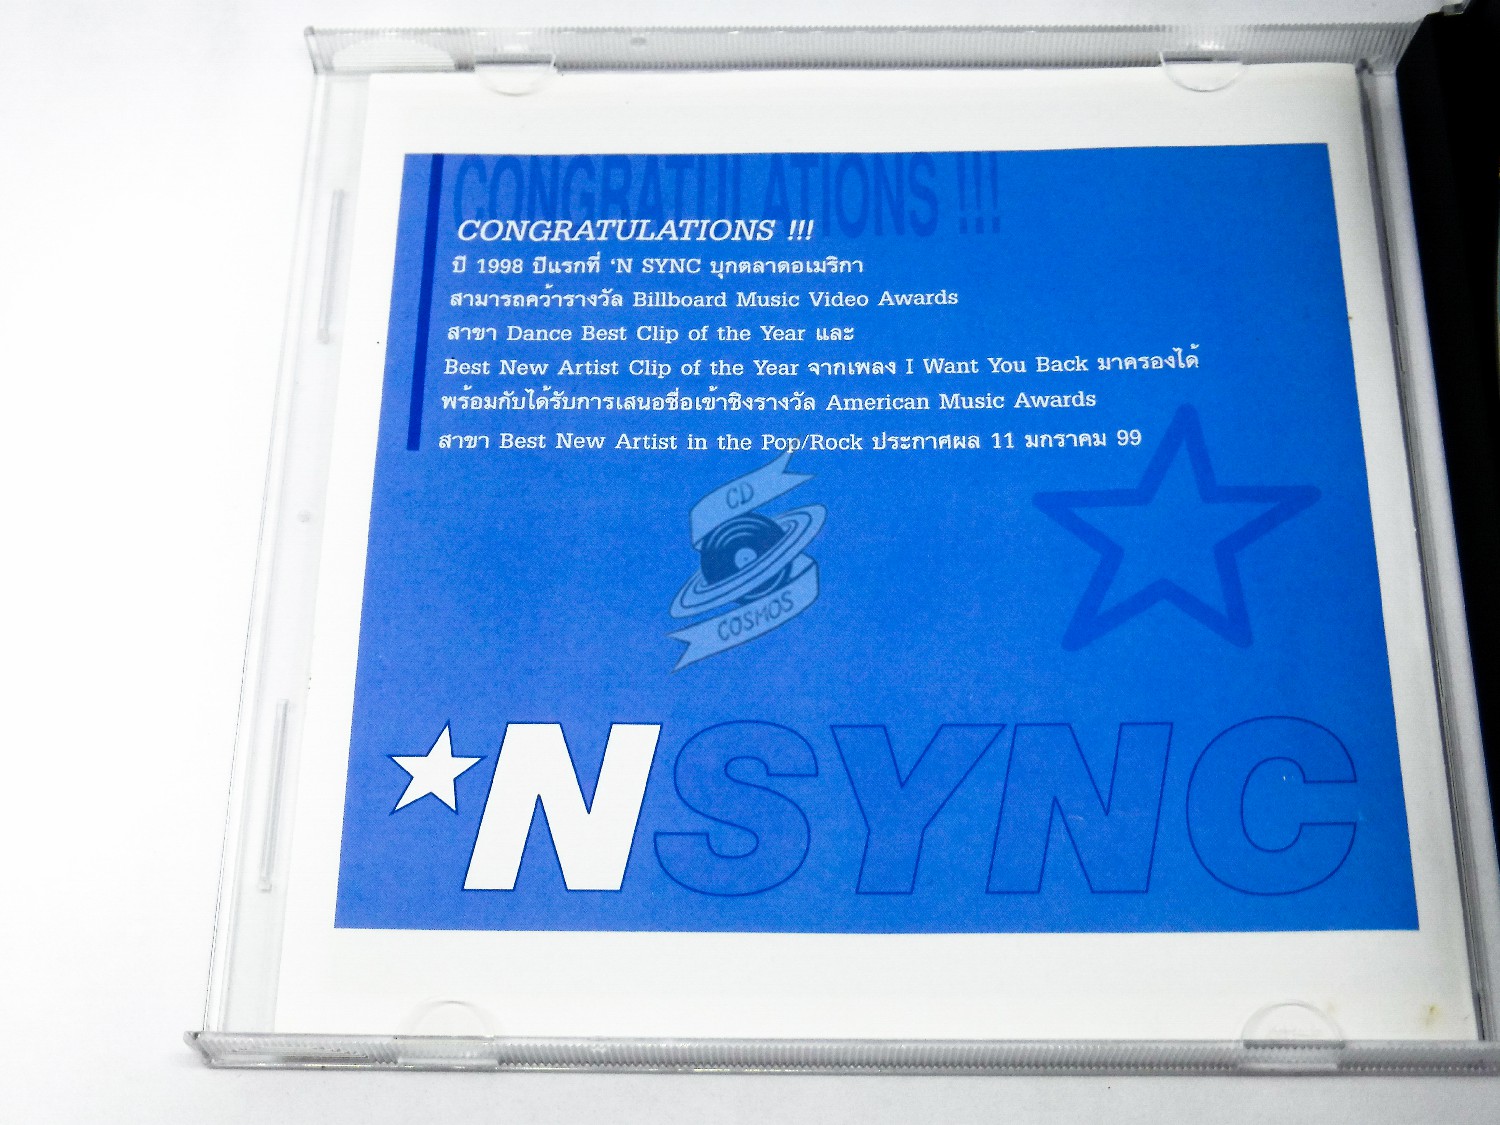 CONGRATULATIONS !!!
CONGRATULATIONS !!!
ปี 1998 ปีแรกที่ 'N SYNC บุกตลาดอเมริกา
สามารถคว้ารางวัล Billboard Music Video Awards
สาขา Dance Best Clip of the Year และ
Best New Artist Clip of the Year จากเพลง I Want You Back มาครองได้
พร้อมกับได้รับการเสนอชื่อเข้าชิงรางวัล American Music Awards
สาขา Best New Artist in the Pop/Rock ประกาศผล 11 มกราคม 99
CD
COSMOS
*NSYNC